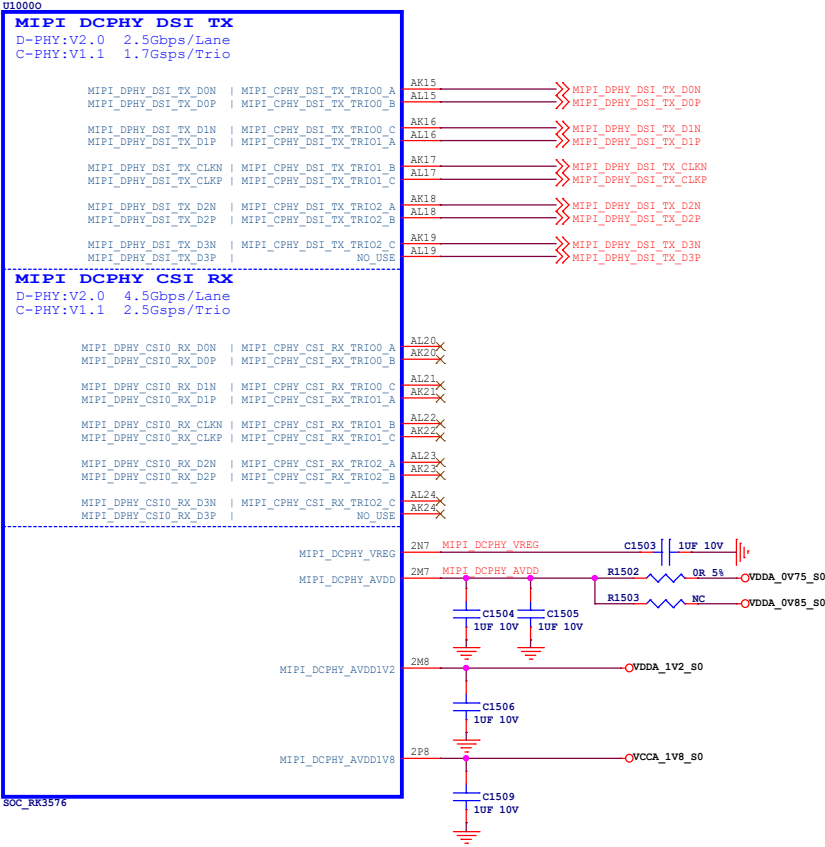 U1000O
MIPI DCPHY DSI TX
D-PHY:V2.0 2.5Gbps/Lane
C-PHY:V1.1 1.7Gsps/Trio
MIPI_DPHY_DSI_TX_D0N | MIPI_CPHY_DSI_TX_TRIO0_A AK15 MIPI_DPHY_DSI_TX_D0N
MIPI_DPHY_DSI_TX_D0P | MIPI_CPHY_DSI_TX_TRIO0_B AL15 MIPI_DPHY_DSI_TX_D0P
MIPI_DPHY_DSI_TX_D1N | MIPI_CPHY_DSI_TX_TRIO0_C AK16 MIPI_DPHY_DSI_TX_D1N
MIPI_DPHY_DSI_TX_D1P | MIPI_CPHY_DSI_TX_TRIO1_A AL16 MIPI_DPHY_DSI_TX_D1P
MIPI_DPHY_DSI_TX_CLKN | MIPI_CPHY_DSI_TX_TRIO1_B AK17 MIPI_DPHY_DSI_TX_CLKN
MIPI_DPHY_DSI_TX_CLKP | MIPI_CPHY_DSI_TX_TRIO1_C AL17 MIPI_DPHY_DSI_TX_CLKP
MIPI_DPHY_DSI_TX_D2N | MIPI_CPHY_DSI_TX_TRIO2_A AK18 MIPI_DPHY_DSI_TX_D2N
MIPI_DPHY_DSI_TX_D2P | MIPI_CPHY_DSI_TX_TRIO2_B AL18 MIPI_DPHY_DSI_TX_D2P
MIPI_DPHY_DSI_TX_D3N | MIPI_CPHY_DSI_TX_TRIO2_C AK19 MIPI_DPHY_DSI_TX_D3N
MIPI_DPHY_DSI_TX_D3P | NO_USE AL19 MIPI_DPHY_DSI_TX_D3P
MIPI DCPHY CSI RX
D-PHY:V2.0 4.5Gbps/Lane
C-PHY:V1.1 2.5Gsps/Trio
MIPI_DPHY_CSI0_RX_D0N | MIPI_CPHY_CSI_RX_TRIO0_A AL20
MIPI_DPHY_CSI0_RX_D0P | MIPI_CPHY_CSI_RX_TRIO0_B AK20
MIPI_DPHY_CSI0_RX_D1N | MIPI_CPHY_CSI_RX_TRIO0_C AL21
MIPI_DPHY_CSI0_RX_D1P | MIPI_CPHY_CSI_RX_TRIO1_A AK21
MIPI_DPHY_CSI0_RX_CLKN | MIPI_CPHY_CSI_RX_TRIO1_B AL22
MIPI_DPHY_CSI0_RX_CLKP | MIPI_CPHY_CSI_RX_TRIO1_C AK22
MIPI_DPHY_CSI0_RX_D2N | MIPI_CPHY_CSI_RX_TRIO2_A AL23
MIPI_DPHY_CSI0_RX_D2P | MIPI_CPHY_CSI_RX_TRIO2_B AK23
MIPI_DPHY_CSI0_RX_D3N | MIPI_CPHY_CSI_RX_TRIO2_C AL24
MIPI_DPHY_CSI0_RX_D3P | NO_USE AK24
MIPI_DCPHY_VREG 2N7 MIPI_DCPHY_VREG C1503 1UF 10V
MIPI_DCPHY_AVDD 2M7 MIPI_DCPHY_AVDD R1502 0R 5% VDDA_0V75_S0
R1503 NC VDDA_0V85_S0
C1504 C1505
1UF 10V 1UF 10V
MIPI_DCPHY_AVDD1V2 2M8 VDDA_1V2_S0
C1506
1UF 10V
MIPI_DCPHY_AVDD1V8 2P8 VCCA_1V8_S0
C1509
1UF 10V
SOC_RK3576